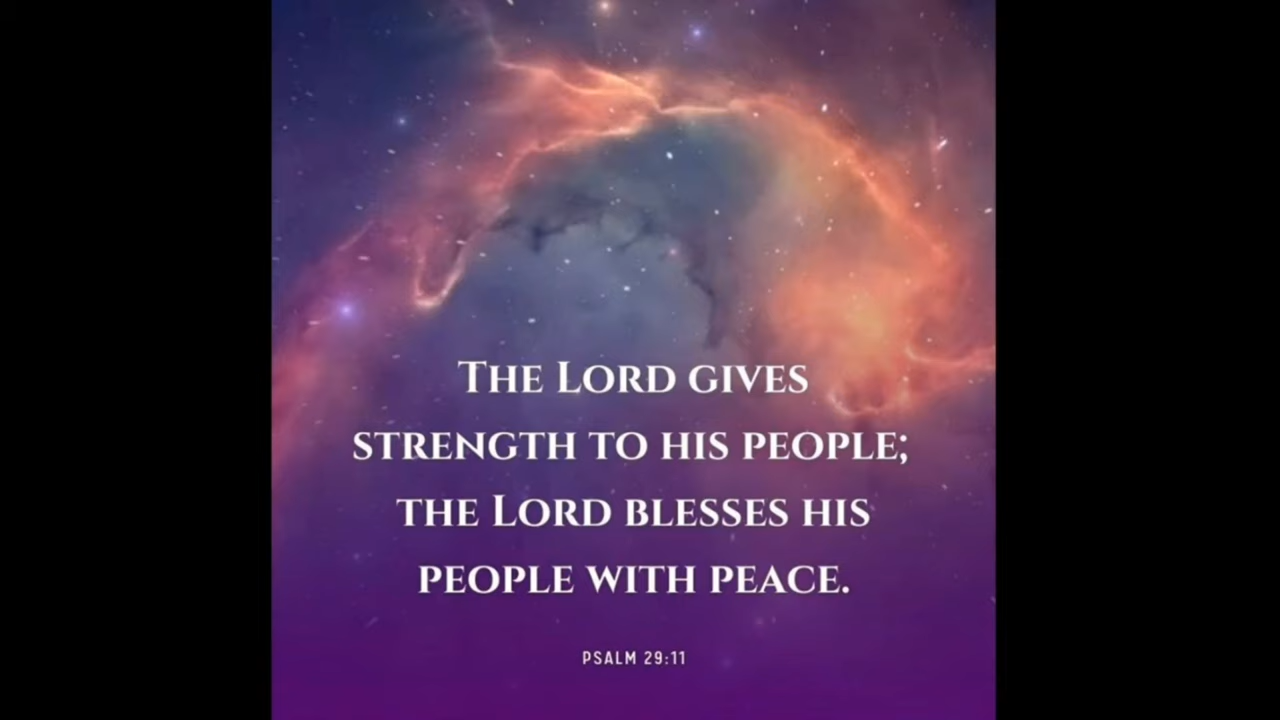 The Lord gives
strength to his people;
the Lord blesses his
people with peace.
PSALM 29:11